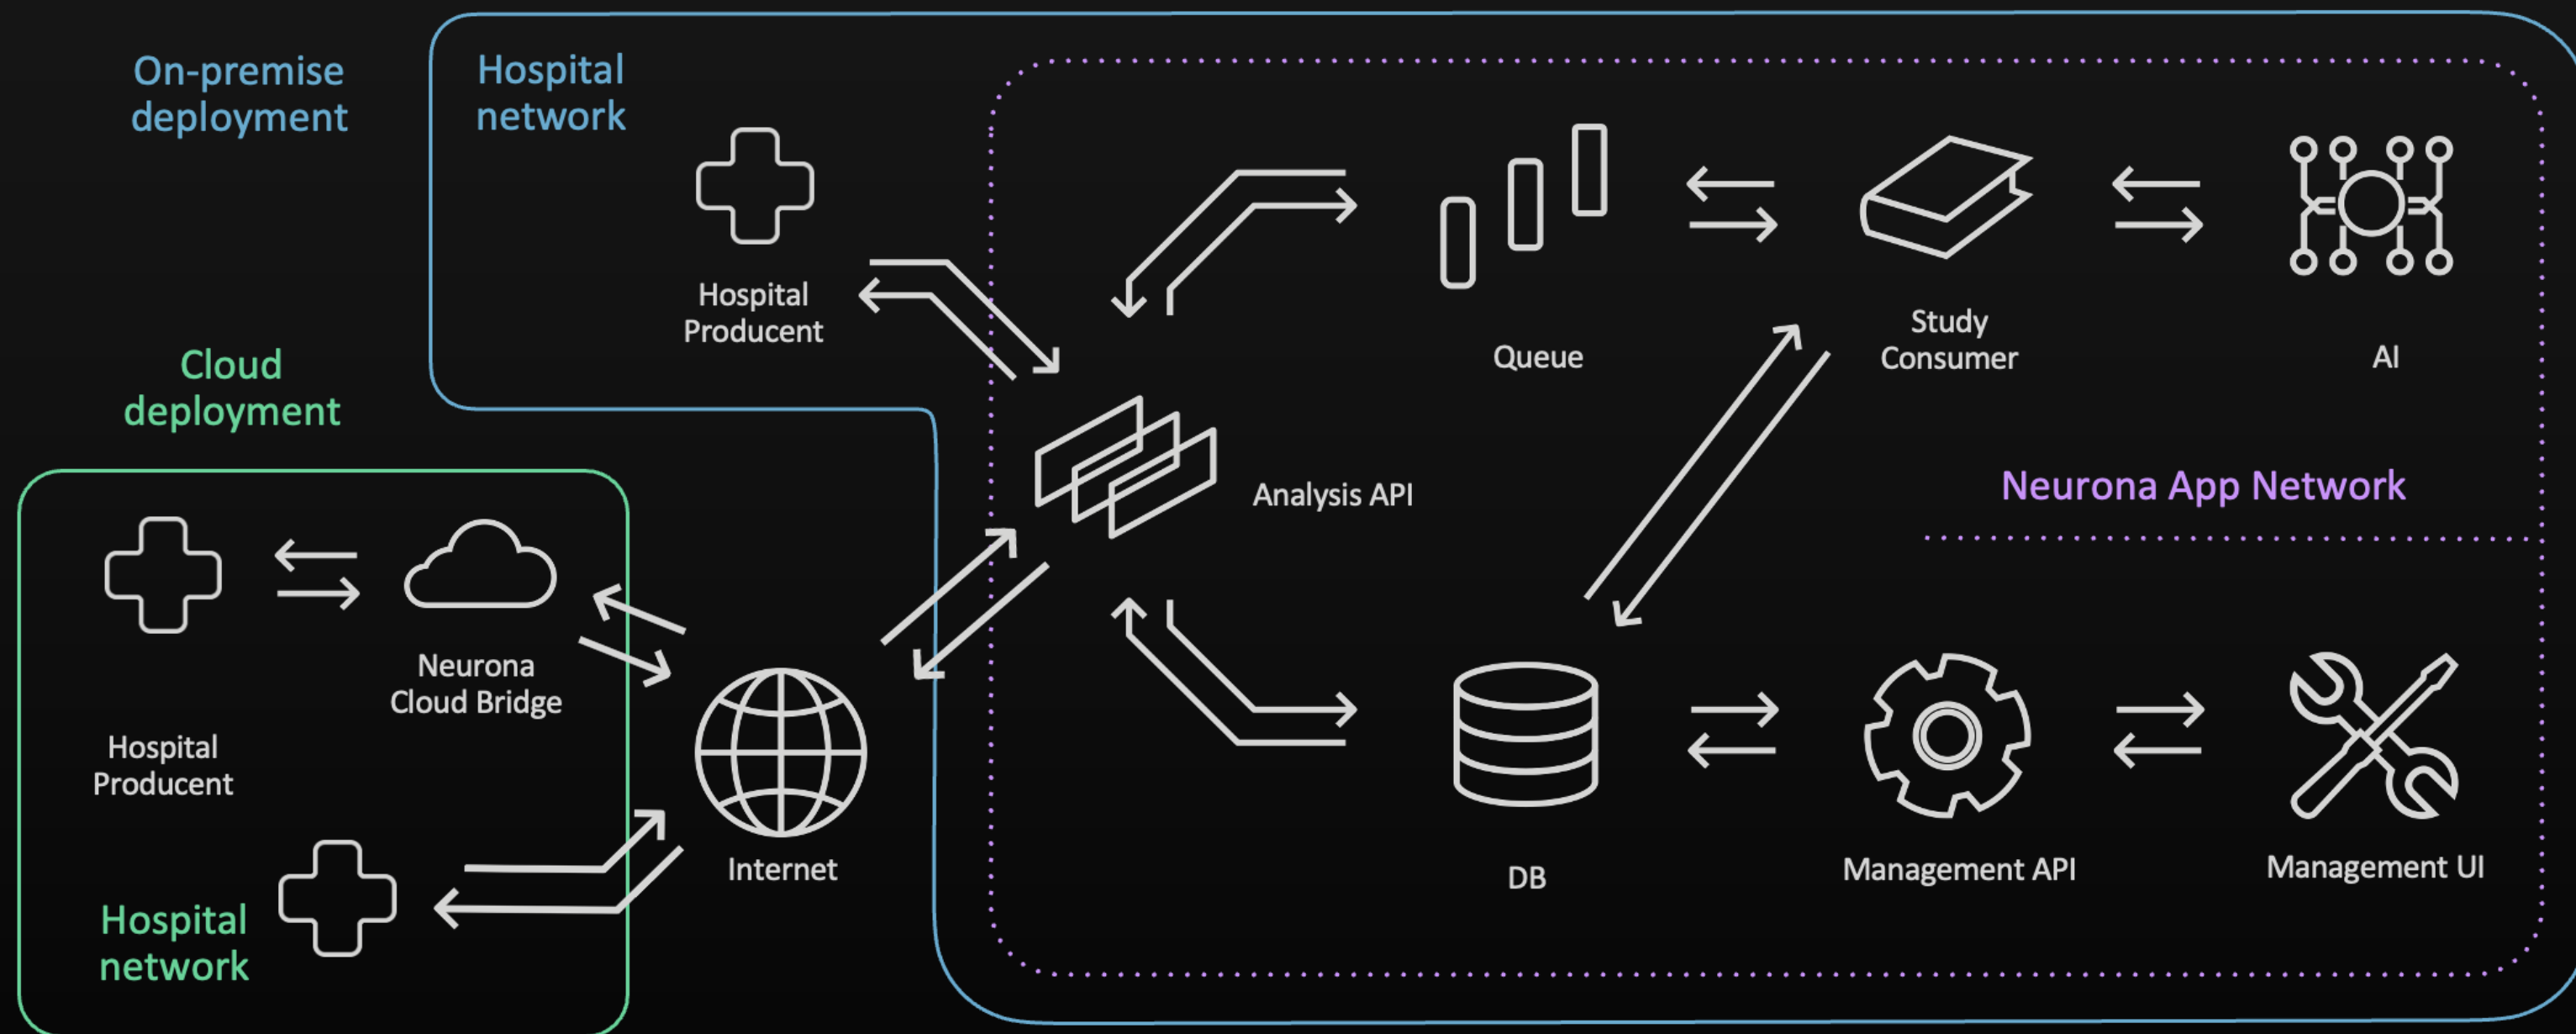 On-premise
deployment
Hospital
network
Hospital
Producent
Queue
Study
Consumer
AI
Cloud
deployment
Analysis API
Neurona App Network
Neurona
Cloud Bridge
Hospital
Producent
Internet
DB
Management API
Management UI
Hospital
network